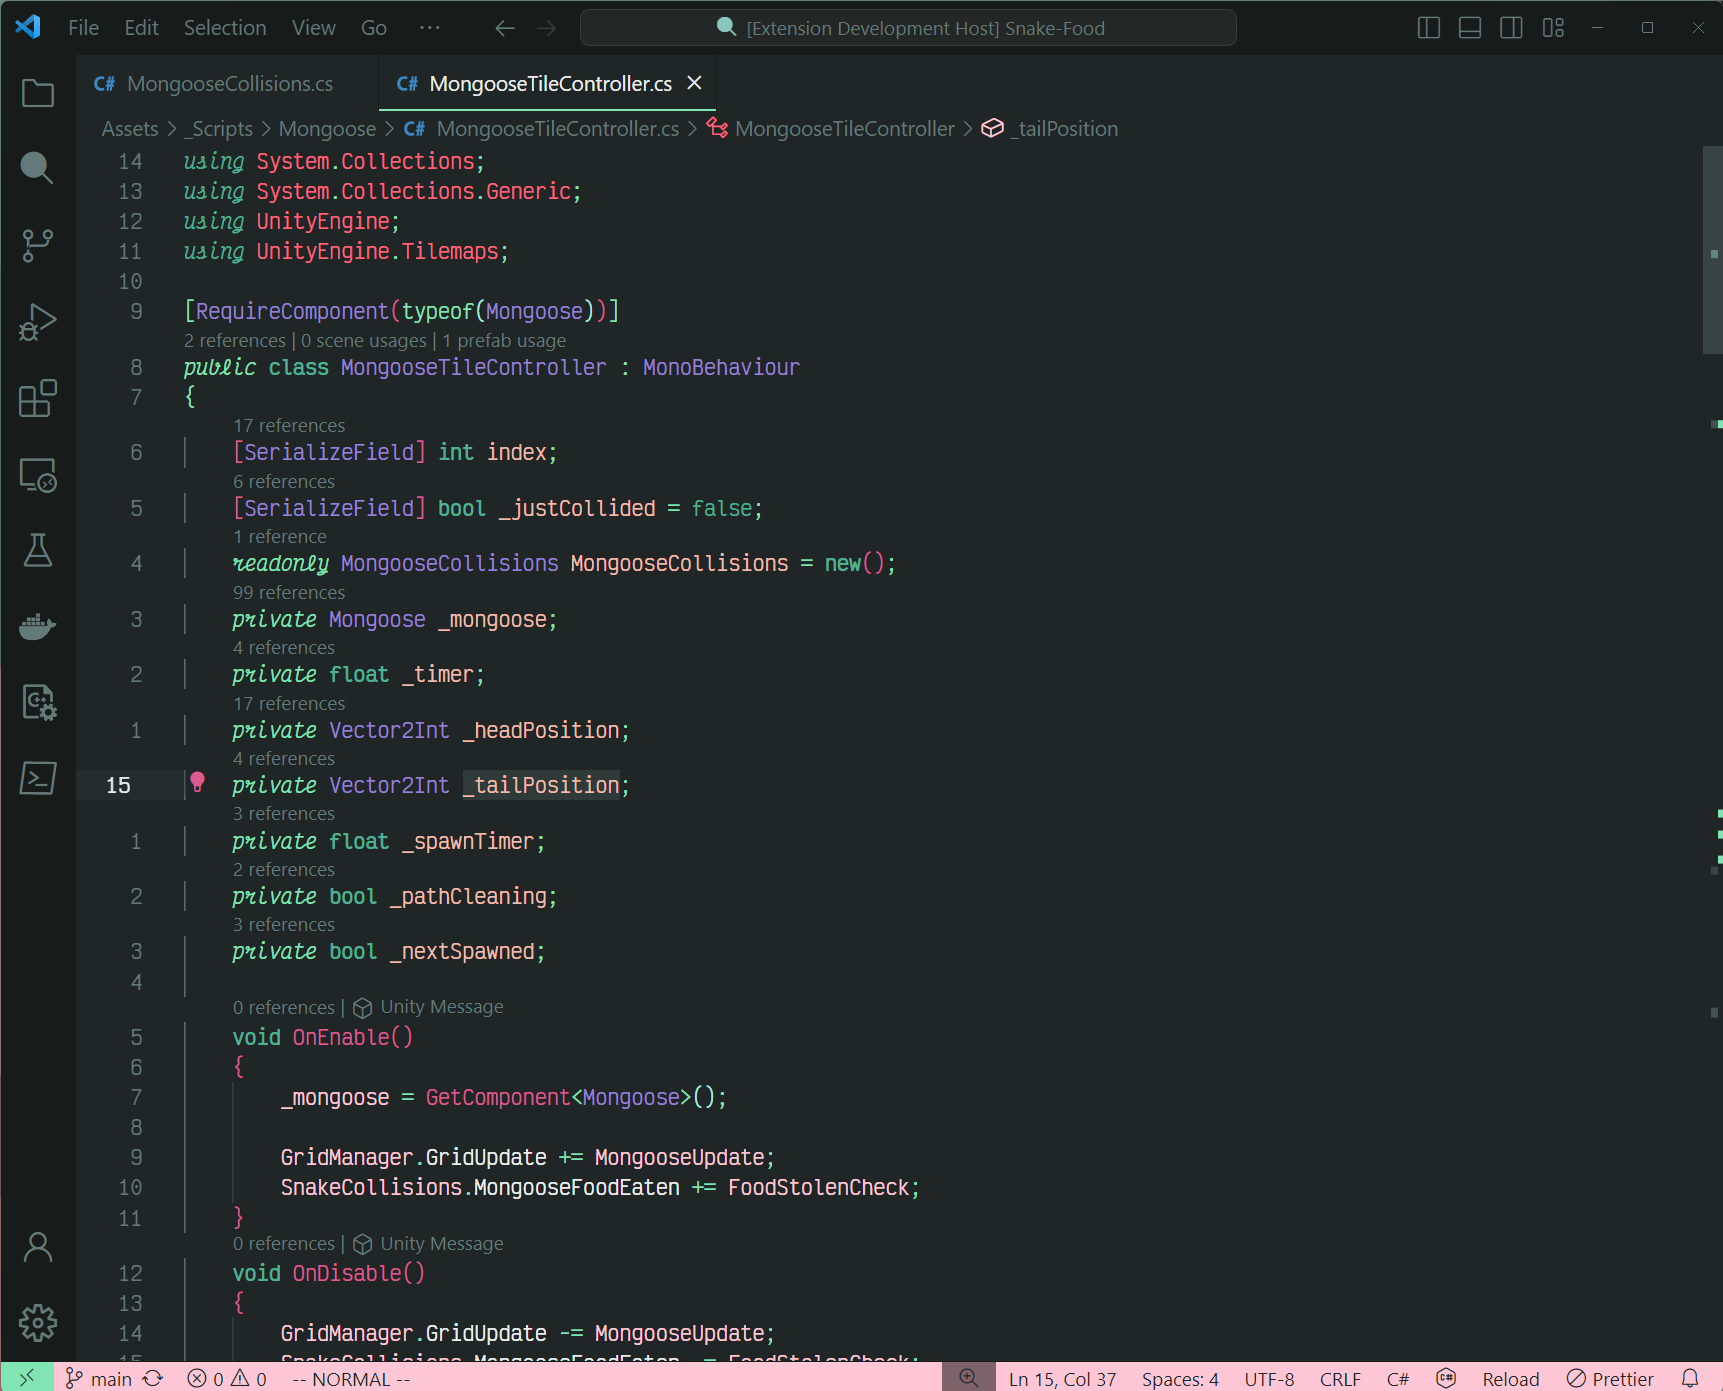 File Edit Selection View Go ··· [Extension Development Host] Snake-Food
C# MongooseCollisions.cs C# MongooseTileController.cs
Assets > _Scripts > Mongoose > C# MongooseTileController.cs > MongooseTileController > _tailPosition
14 using System.Collections;
13 using System.Collections.Generic;
12 using UnityEngine;
11 using UnityEngine.Tilemaps;
10
9 [RequireComponent(typeof(Mongoose))]
2 references | 0 scene usages | 1 prefab usage
8 public class MongooseTileController : MonoBehaviour
7 {
17 references
6 [SerializeField] int index;
6 references
5 [SerializeField] bool _justCollided = false;
1 reference
4 readonly MongooseCollisions MongooseCollisions = new();
99 references
3 private Mongoose _mongoose;
4 references
2 private float _timer;
17 references
1 private Vector2Int _headPosition;
4 references
15 private Vector2Int _tailPosition;
3 references
1 private float _spawnTimer;
2 references
2 private bool _pathCleaning;
3 references
3 private bool _nextSpawned;
4
0 references | Unity Message
5 void OnEnable()
6 {
7 _mongoose = GetComponent<Mongoose>();
8
9 GridManager.GridUpdate += MongooseUpdate;
10 SnakeCollisions.MongooseFoodEaten += FoodStolenCheck;
11 }
0 references | Unity Message
12 void OnDisable()
13 {
14 GridManager.GridUpdate -= MongooseUpdate;
15 SnakeCollisions.MongooseFoodEaten -= FoodStolenCheck;
main 0 0 -- NORMAL -- Ln 15, Col 37 Spaces: 4 UTF-8 CRLF C# Reload Prettier